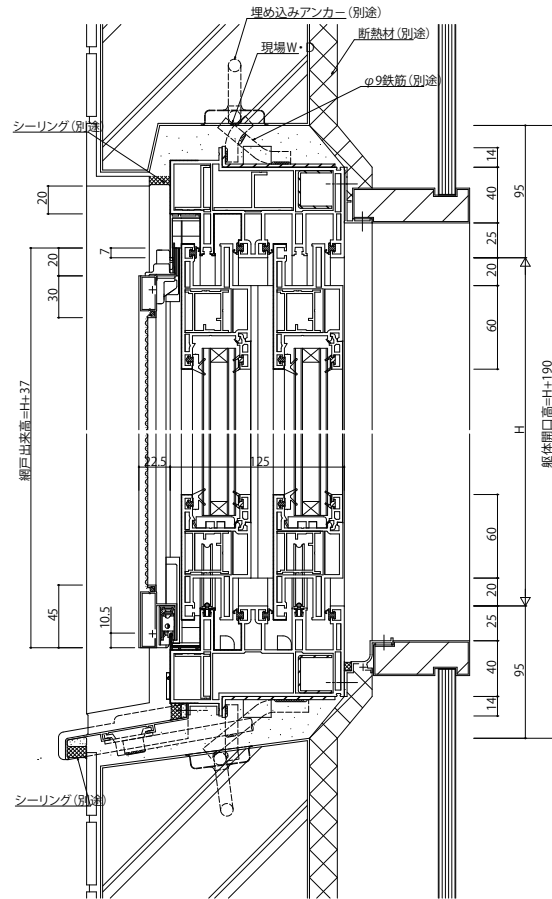 埋め込みアンカー(別途)
断熱材(別途)
現場W・D
φ9鉄筋(別途)
シーリング(別途)
14
95
40
20
25
20
7
20
30
60
網戸出来高=H+37
22.5
125
H
躯体開口高=H+190
60
45
10.5
20
25
40
95
14
シーリング(別途)